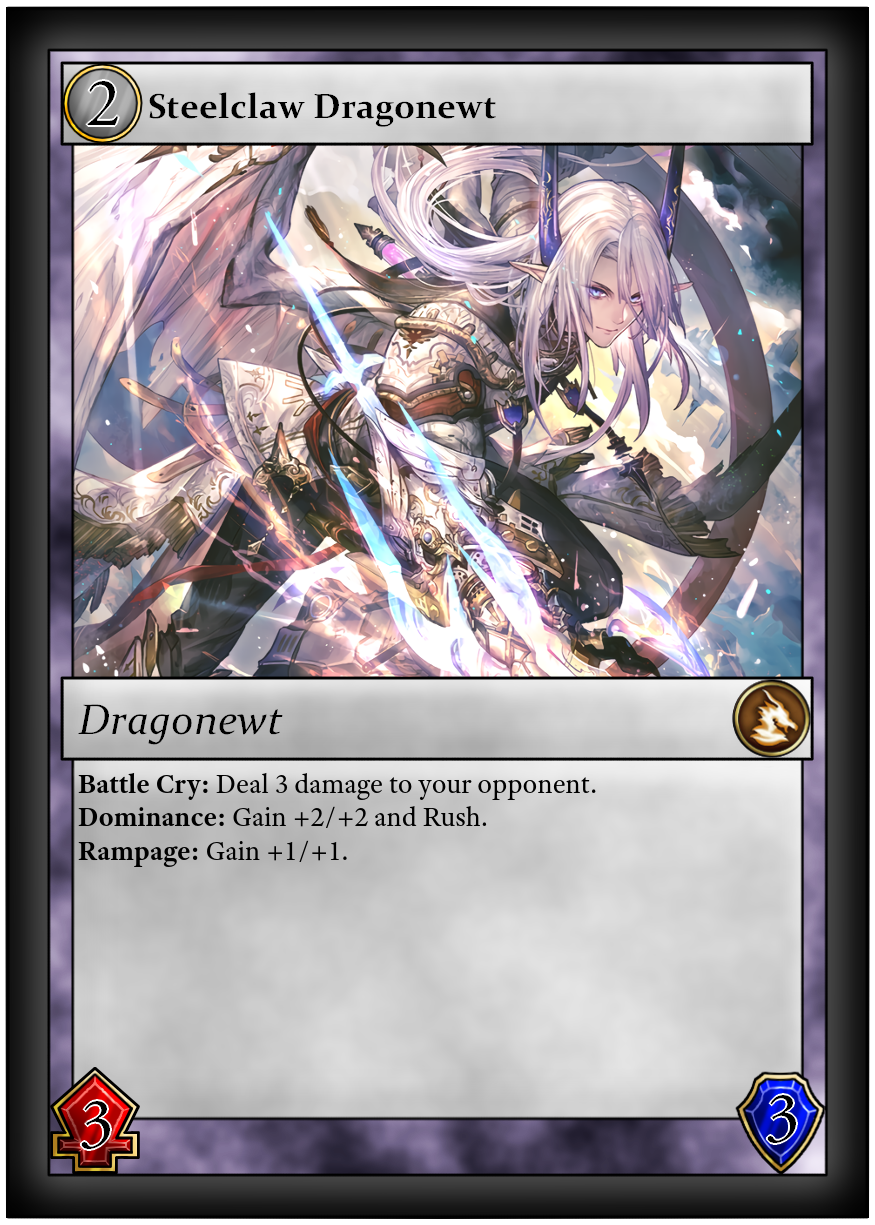 2
Steelclaw Dragonewt
Dragonewt
Battle Cry: Deal 3 damage to your opponent.
Dominance: Gain +2/+2 and Rush.
Rampage: Gain +1/+1.
3
3